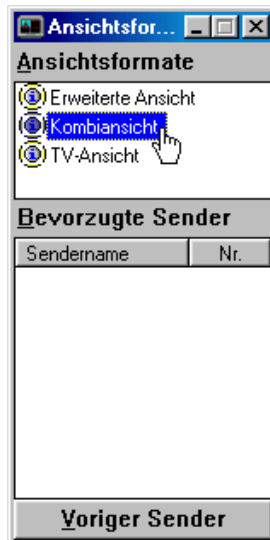 Ansichtsfor...
Ansichtsformate
Erweiterte Ansicht
Kombiansicht
TV-Ansicht
Bevorzugte Sender
Sendername Nr.
Voriger Sender